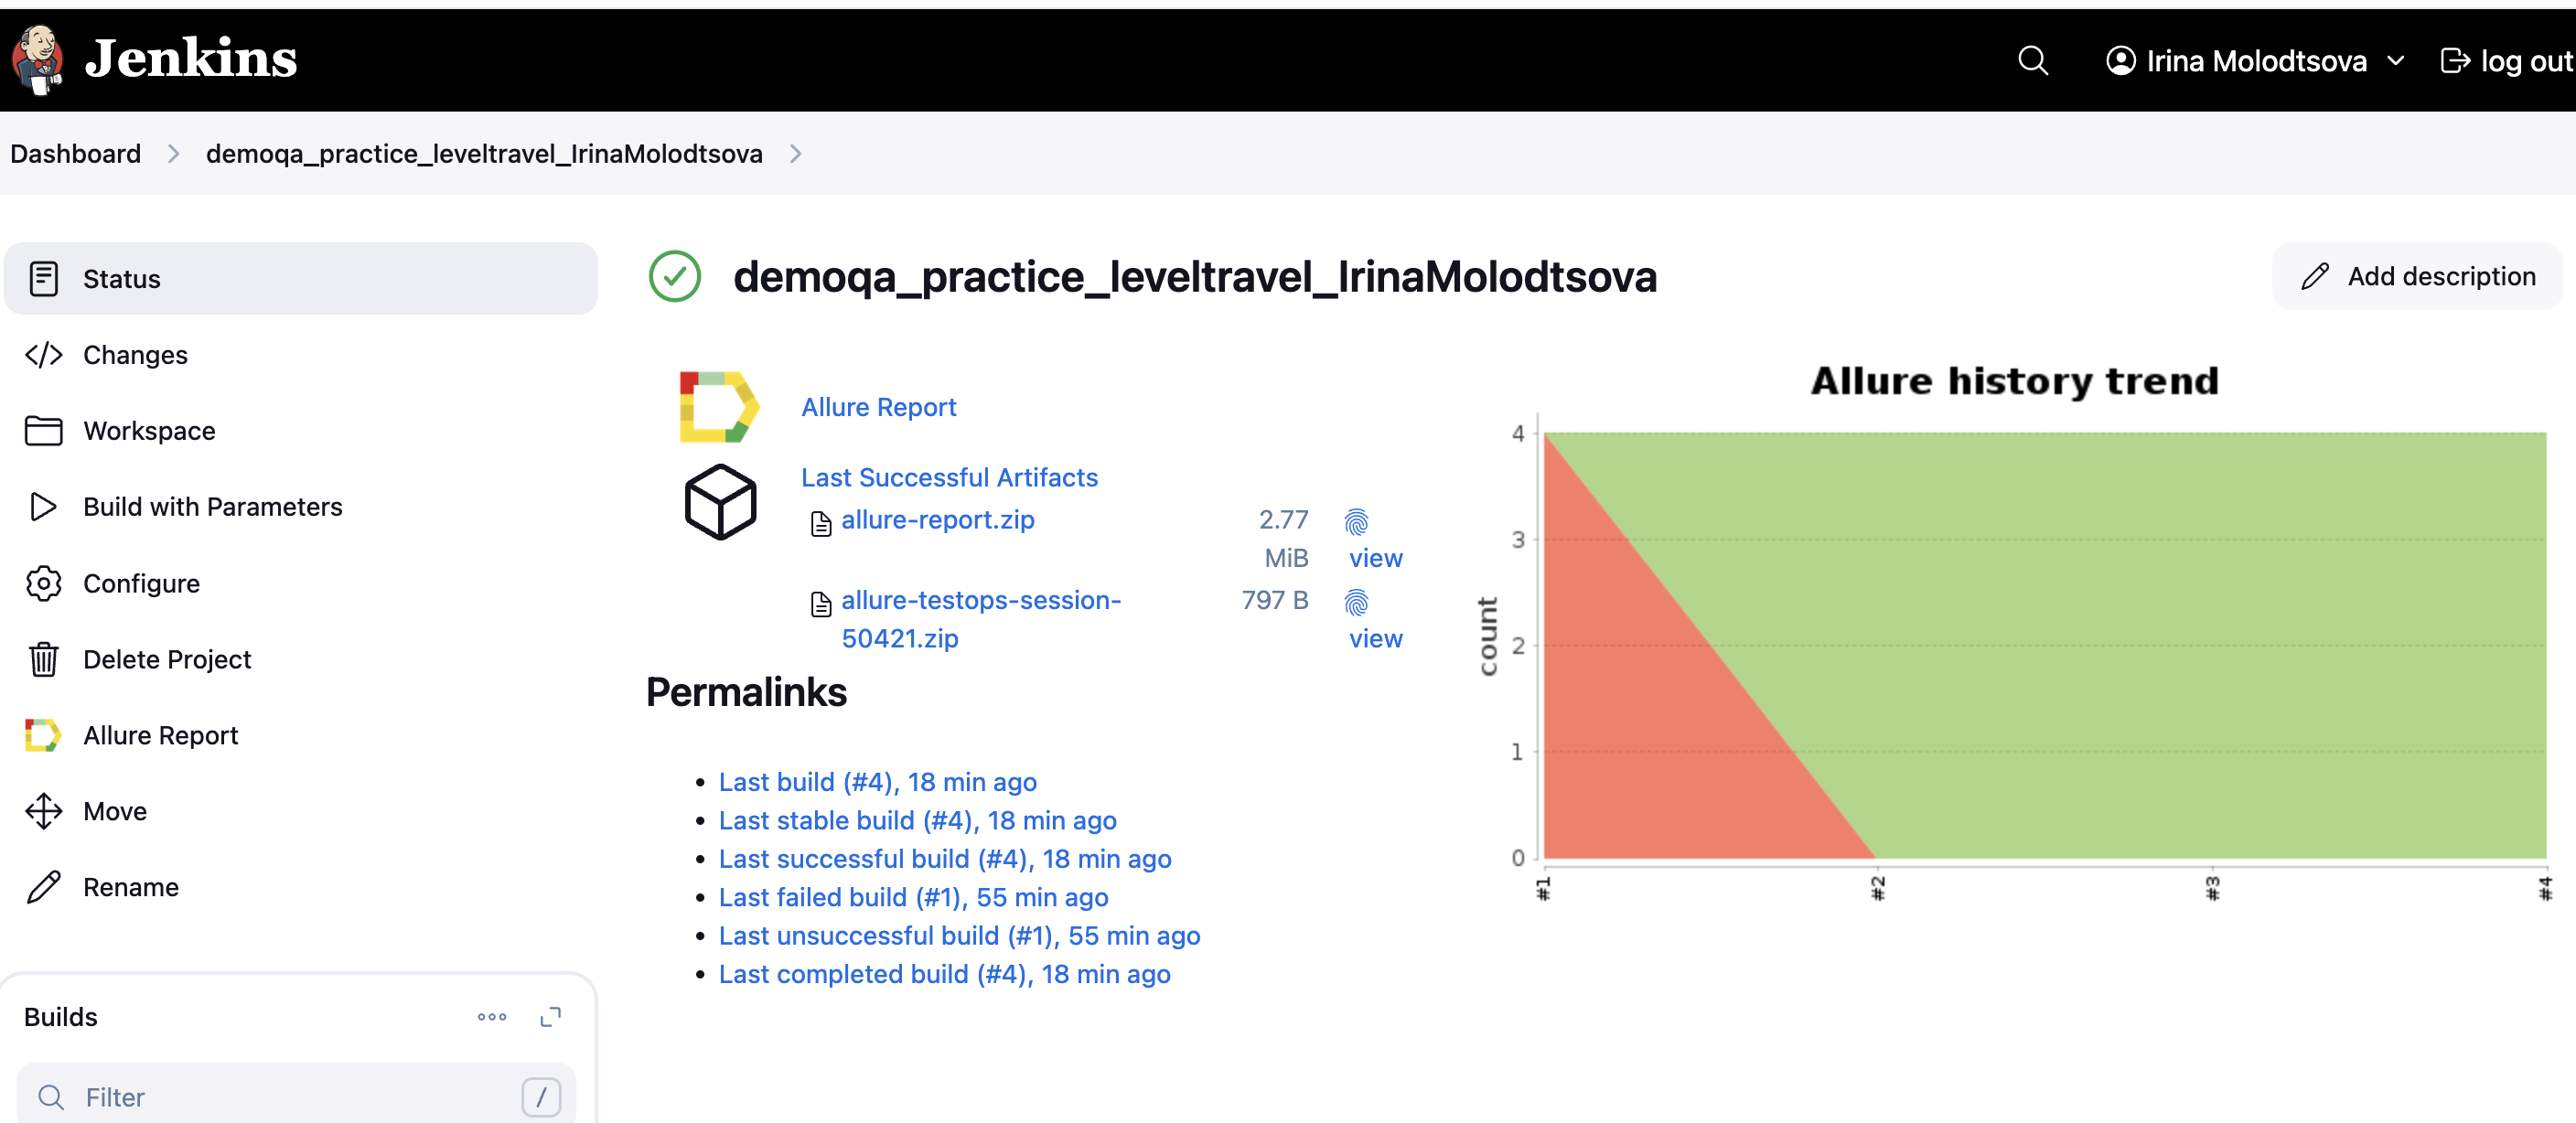 Jenkins
Irina Molodtsova
log out
Dashboard
demoqa_practice_leveltravel_IrinaMolodtsova
Status
Changes
Workspace
Build with Parameters
Configure
Delete Project
Allure Report
Move
Rename
Builds
Filter
/
demoqa_practice_leveltravel_IrinaMolodtsova
Add description
Allure Report
Last Successful Artifacts
allure-report.zip
2.77
MiB
view
allure-testops-session-
50421.zip
797 B
view
Permalinks
Last build (#4), 18 min ago
Last stable build (#4), 18 min ago
Last successful build (#4), 18 min ago
Last failed build (#1), 55 min ago
Last unsuccessful build (#1), 55 min ago
Last completed build (#4), 18 min ago
Allure history trend
count
4
3
2
1
0
#1
#2
#3
#4